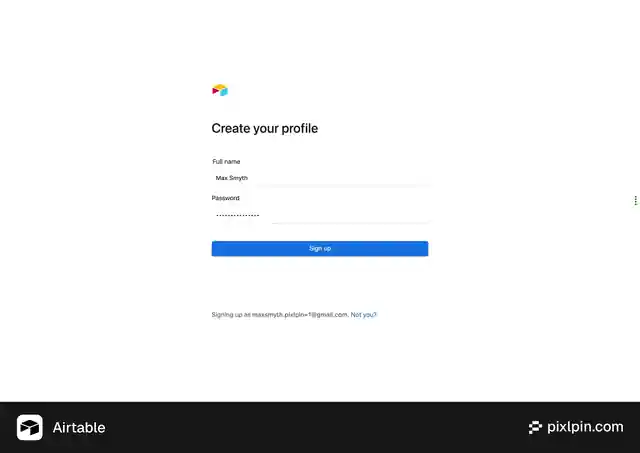 Create your profile
Full name
Max Smyth
Password
Sign up
Signing up as maxsmyth.pixlpin+1@gmail.com. Not you?
Airtable
pixlpin.com